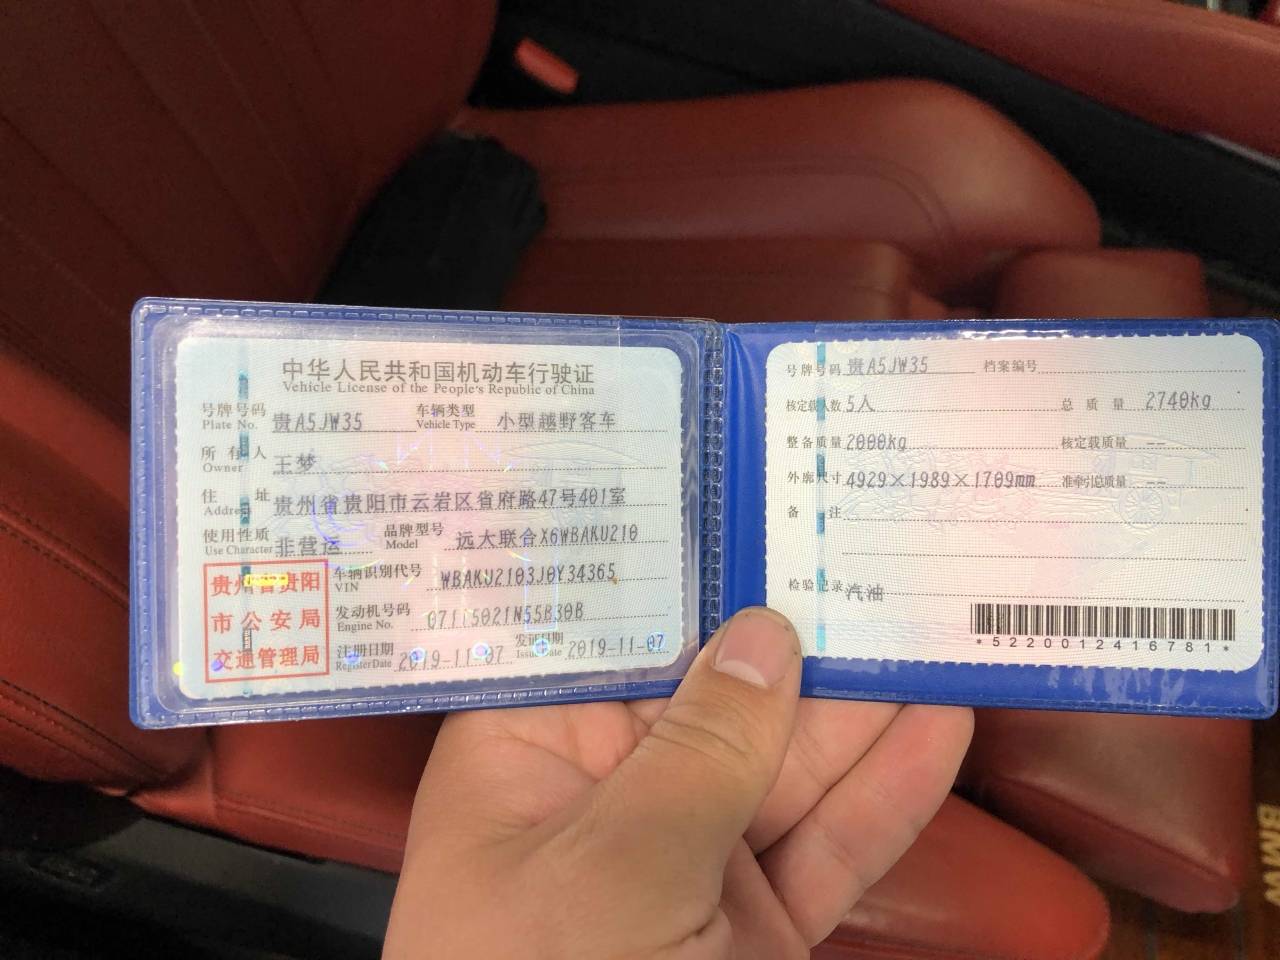 中华人民共和国机动车行驶证
Vehicle License of the People's Republic of China
号牌号码 贵A5JW35 车辆类型 小型越野客车
Plate No. Vehicle Type
所有人 王梦
Owner
住址 贵州省贵阳市云岩区省府路47号401室
Address
使用性质 非营运 品牌型号 远大联合X6WBAKU210
Use Character Model
贵州省贵阳
市公安局
交通管理局
车辆识别代号 WBAKU2103J0Y34365
VIN
发动机号码 07115021N55B30B
Engine No.
注册日期 2019-11-07 发证日期 2019-11-07
Register Date Issue Date
号牌号码 贵A5JW35 档案编号
核定载人数 5人 总质量 2740kg
整备质量 2000kg 核定载质量 --
外廓尺寸 4929×1989×1709mm 准牵引总质量 --
备注
检验记录 汽油
*5220012416781*
BMW